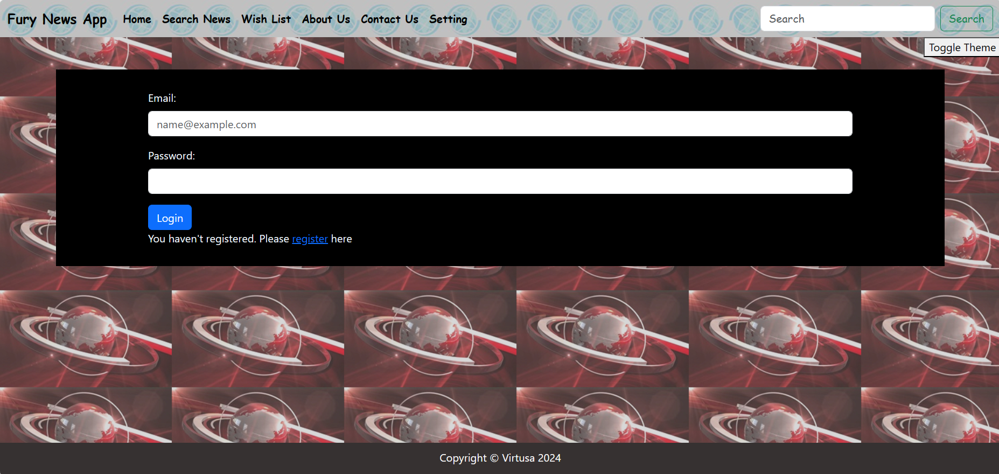 Fury News App Home Search News Wish List About Us Contact Us Setting Search Search
Toggle Theme
Email:
name@example.com
Password:
Login
You haven't registered. Please register here
Copyright © Virtusa 2024